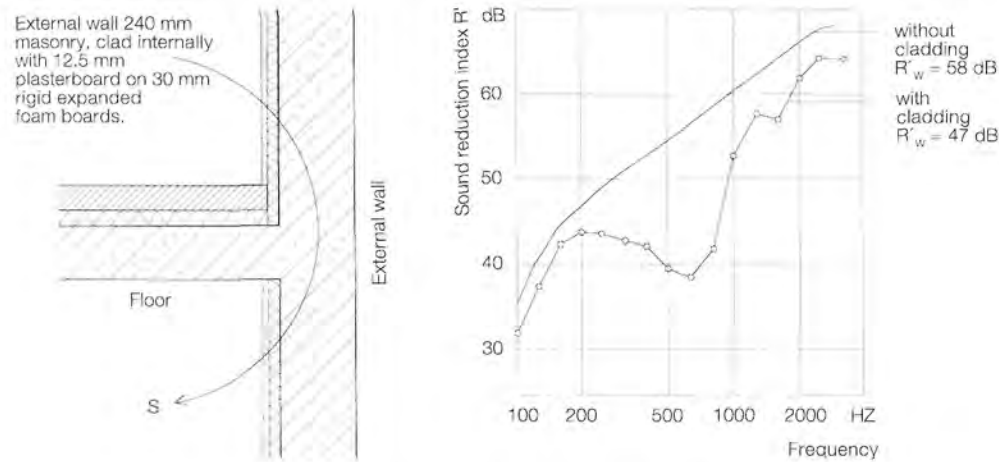 External wall 240 mm
masonry, clad internally
with 12.5 mm
plasterboard on 30 mm
rigid expanded
foam boards.
Floor
S
External wall
Sound reduction index R'
dB
60
50
40
30
100 200 500 1000 2000 HZ
Frequency
without
cladding
R'w = 58 dB
with
cladding
R'w = 47 dB